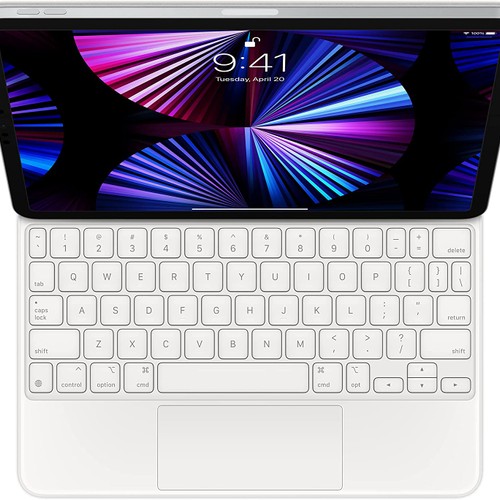 100%
9:41
Tuesday, April 20
~ ! @ # $ % ^ & * ( ) _ +
` 1 2 3 4 5 6 7 8 9 0 - = delete
tab Q W E R T Y U I O P { [ } ] | \
caps lock A S D F G H J K L : ; " ' return
shift Z X C V B N M < , > . ? / shift
control option cmd cmd opt